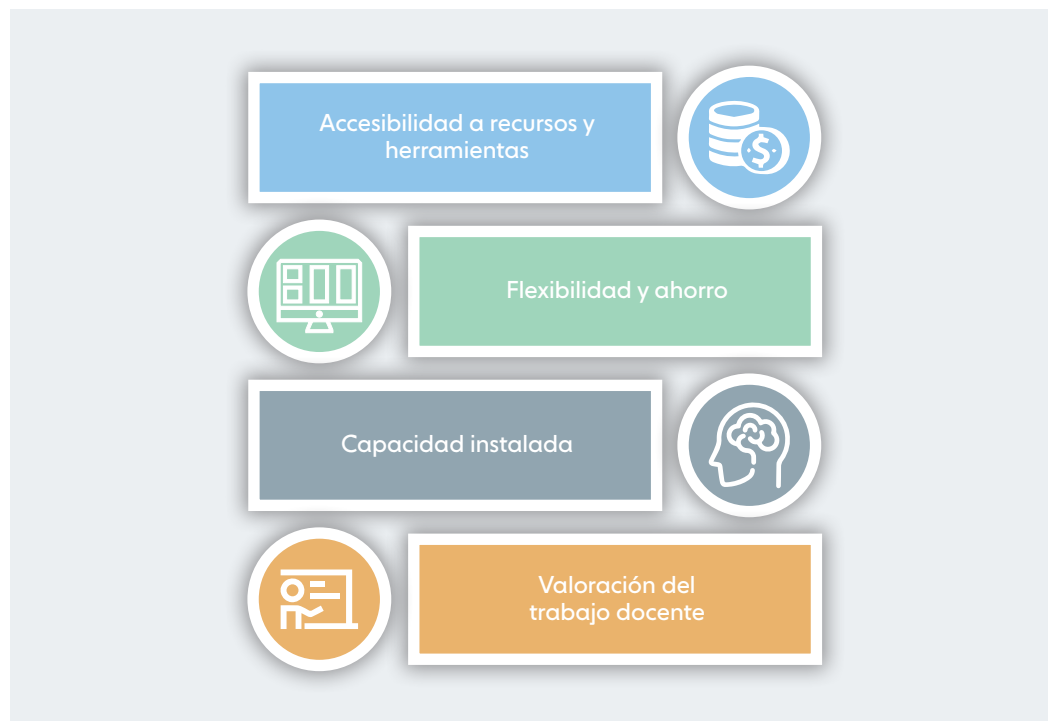 Accesibilidad a recursos y
herramientas
$
Flexibilidad y ahorro
Capacidad instalada
Valoración del
trabajo docente